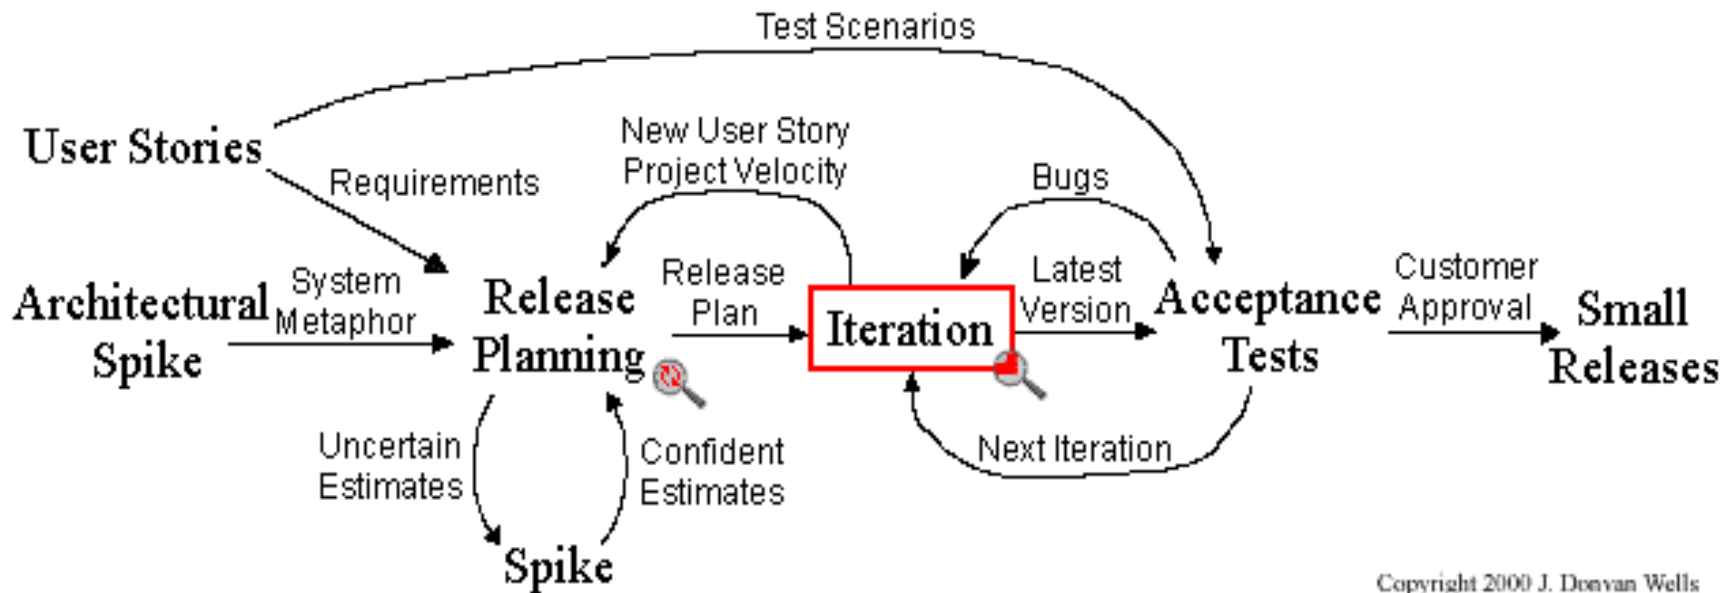 Test Scenarios
User Stories
New User Story
Project Velocity
Requirements
Bugs
Architectural
Spike
System
Metaphor
Release
Planning
Release
Plan
Iteration
Latest
Version
Acceptance
Tests
Customer
Approval
Small
Releases
Uncertain
Estimates
Confident
Estimates
Next Iteration
Spike
Copyright 2000 J. Donvan Wells